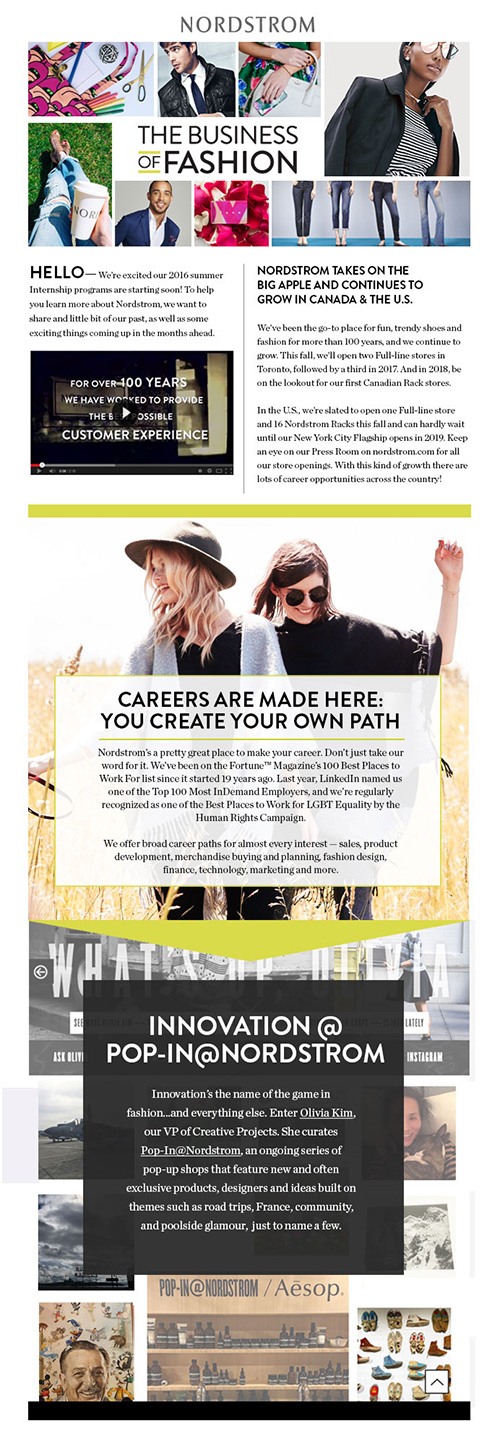 NORDSTROM
THE BUSINESS
OF FASHION
NOR
HELLO— We're excited our 2016 summer
Internship programs are starting soon! To help
you learn more about Nordstrom, we want to
share and little bit of our past, as well as some
exciting things coming up in the months ahead.
FOR OVER 100 YEARS
WE HAVE WORKED TO PROVIDE
THE BEST POSSIBLE
CUSTOMER EXPERIENCE
NORDSTROM TAKES ON THE
BIG APPLE AND CONTINUES TO
GROW IN CANADA & THE U.S.
We've been the go-to place for fun, trendy shoes and
fashion for more than 100 years, and we continue to
grow. This fall, we'll open two Full-line stores in
Toronto, followed by a third in 2017. And in 2018, be
on the lookout for our first Canadian Rack stores.
In the U.S., we're slated to open one Full-line store
and 16 Nordstrom Racks this fall and can hardly wait
until our New York City Flagship opens in 2019. Keep
an eye on our Press Room on nordstrom.com for all
our store openings. With this kind of growth there are
lots of career opportunities across the country!
CAREERS ARE MADE HERE:
YOU CREATE YOUR OWN PATH
Nordstrom's a pretty great place to make your career. Don't just take our
word for it. We've been on the Fortune™ Magazine's 100 Best Places to
Work For list since it started 19 years ago. Last year, LinkedIn named us
one of the Top 100 Most InDemand Employers, and we're regularly
recognized as one of the Best Places to Work for LGBT Equality by the
Human Rights Campaign.
We offer broad career paths for almost every interest — sales, product
development, merchandise buying and planning, fashion design,
finance, technology, marketing and more.
WHAT'S UP, OLIVIA
SEE LATELY
ASK OLIVI INSTAGRAM
INNOVATION @
POP-IN@NORDSTROM
Innovation's the name of the game in
fashion...and everything else. Enter Olivia Kim,
our VP of Creative Projects. She curates
Pop-In@Nordstrom, an ongoing series of
pop-up shops that feature new and often
exclusive products, designers and ideas built on
themes such as road trips, France, community,
and poolside glamour, just to name a few.
POP-IN@NORDSTROM / Aēsop.